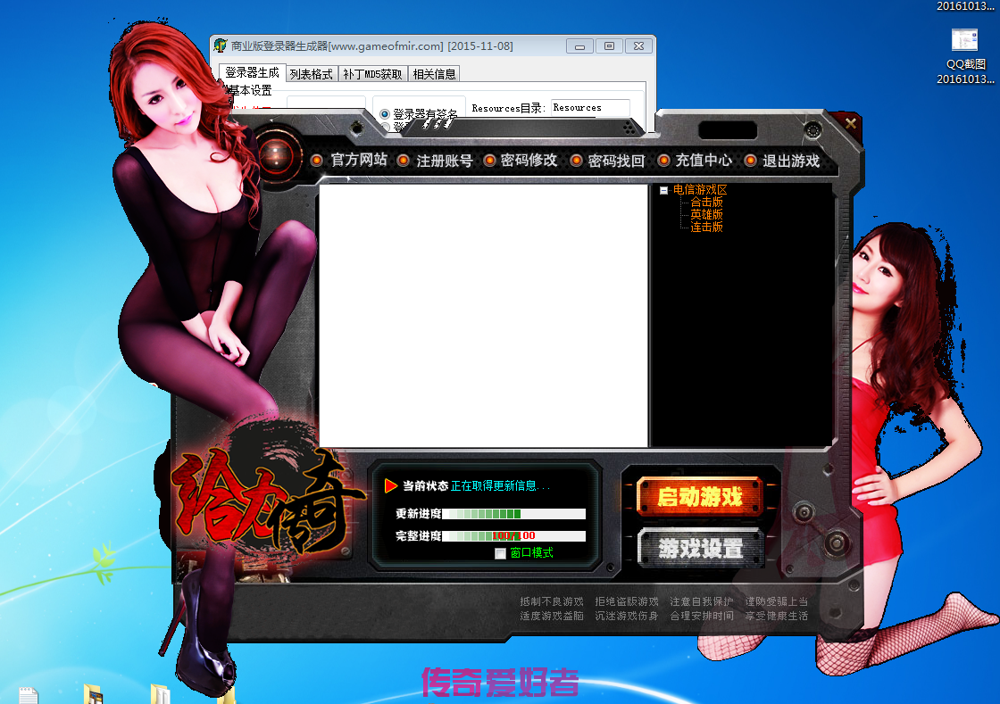 20161013...
QQ截图
20161013...
商业版登录器生成器[www.gameofmir.com] [2015-11-08]
登录器生成 列表格式 补丁MD5获取 相关信息
基本设置
登录器有签名 Resources目录: Resources
官方网站 注册账号 密码修改 密码找回 充值中心 退出游戏
电信游戏区
合击版
英雄版
连击版
给力传奇
当前状态 正在取得更新信息...
更新进度
完整进度 100/100
窗口模式
启动游戏
游戏设置
抵制不良游戏 拒绝盗版游戏 注意自我保护 谨防受骗上当
适度游戏益脑 沉迷游戏伤身 合理安排时间 享受健康生活
传奇爱好者